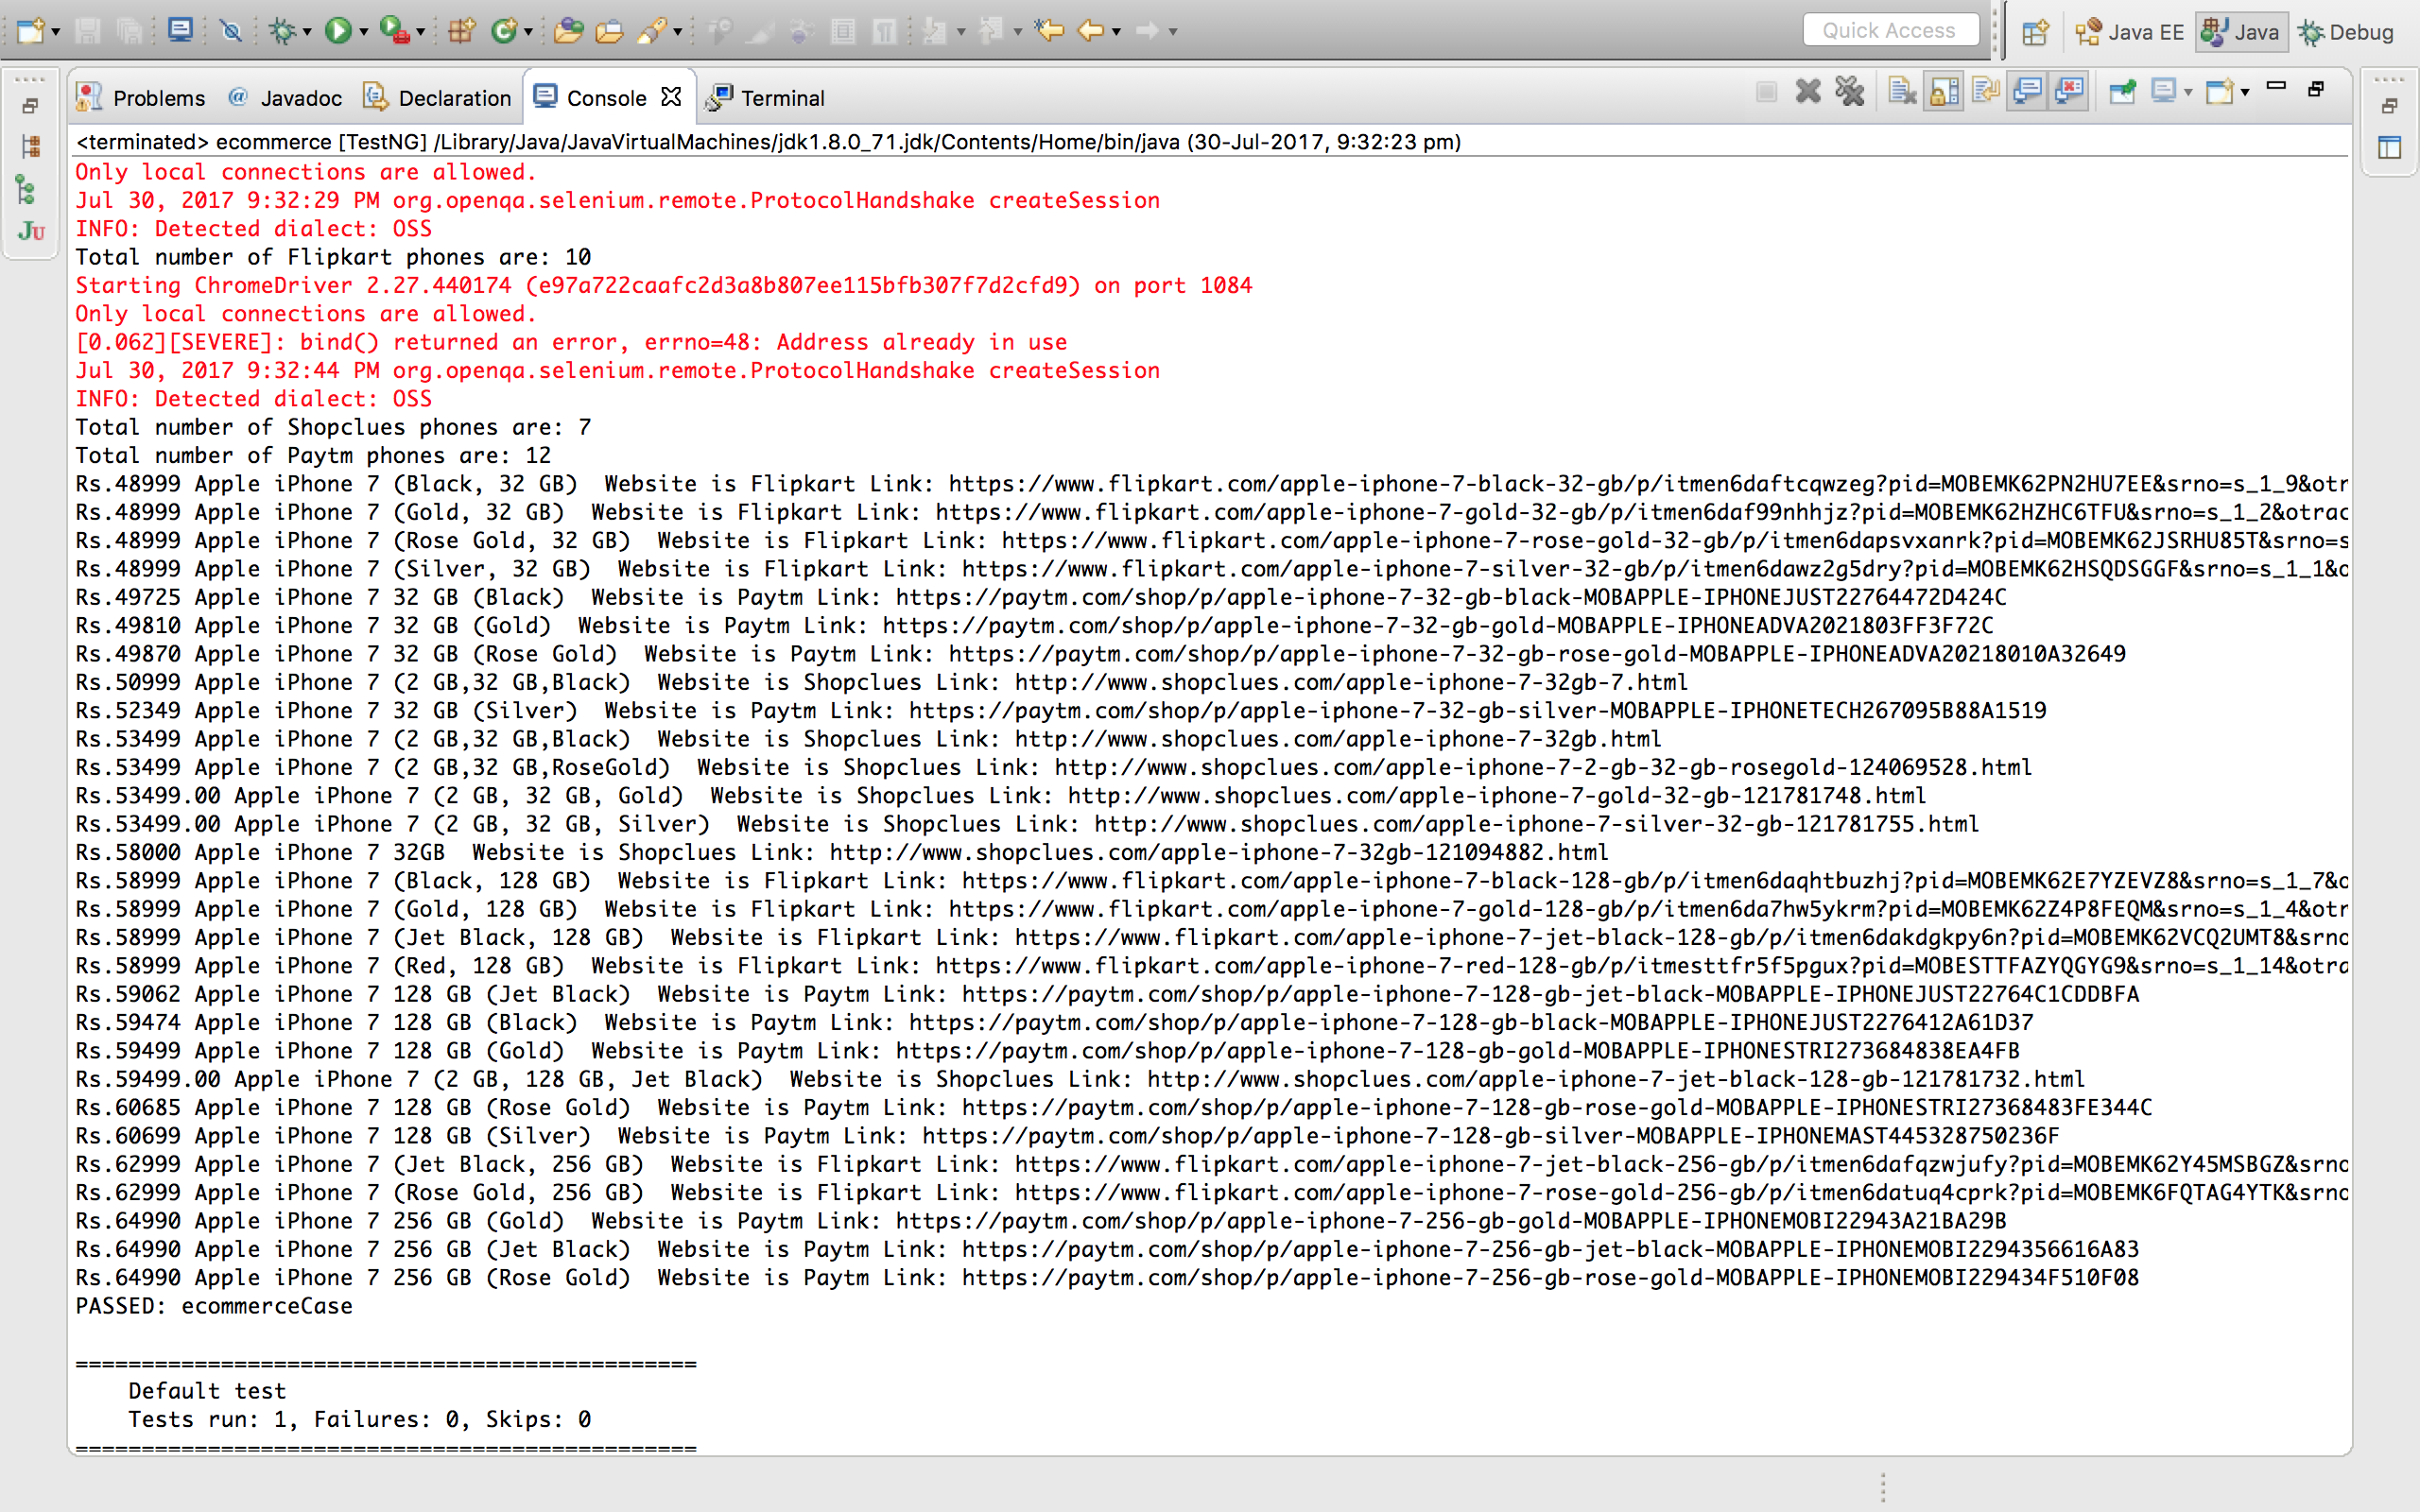 Quick Access
Java EE
Java
Debug
Problems
Javadoc
Declaration
Console
Terminal
<terminated> ecommerce [TestNG] /Library/Java/JavaVirtualMachines/jdk1.8.0_71.jdk/Contents/Home/bin/java (30-Jul-2017, 9:32:23 pm)
Only local connections are allowed.
Jul 30, 2017 9:32:29 PM org.openqa.selenium.remote.ProtocolHandshake createSession
INFO: Detected dialect: OSS
Total number of Flipkart phones are: 10
Starting ChromeDriver 2.27.440174 (e97a722caafc2d3a8b807ee115bfb307f7d2cfd9) on port 1084
Only local connections are allowed.
[0.062][SEVERE]: bind() returned an error, errno=48: Address already in use
Jul 30, 2017 9:32:44 PM org.openqa.selenium.remote.ProtocolHandshake createSession
INFO: Detected dialect: OSS
Total number of Shopclues phones are: 7
Total number of Paytm phones are: 12
Rs.48999 Apple iPhone 7 (Black, 32 GB)  Website is Flipkart Link: https://www.flipkart.com/apple-iphone-7-black-32-gb/p/itmen6daftcqwzeg?pid=MOBEMK62PN2HU7EE&srno=s_1_9&otr
Rs.48999 Apple iPhone 7 (Gold, 32 GB)  Website is Flipkart Link: https://www.flipkart.com/apple-iphone-7-gold-32-gb/p/itmen6daf99nhhjz?pid=MOBEMK62HZHC6TFU&srno=s_1_2&otrac
Rs.48999 Apple iPhone 7 (Rose Gold, 32 GB)  Website is Flipkart Link: https://www.flipkart.com/apple-iphone-7-rose-gold-32-gb/p/itmen6dapsvxanrk?pid=MOBEMK62JSRHU85T&srno=s
Rs.48999 Apple iPhone 7 (Silver, 32 GB)  Website is Flipkart Link: https://www.flipkart.com/apple-iphone-7-silver-32-gb/p/itmen6dawz2g5dry?pid=MOBEMK62HSQDSGGF&srno=s_1_1&o
Rs.49725 Apple iPhone 7 32 GB (Black)  Website is Paytm Link: https://paytm.com/shop/p/apple-iphone-7-32-gb-black-MOBAPPLE-IPHONEJUST22764472D424C
Rs.49810 Apple iPhone 7 32 GB (Gold)  Website is Paytm Link: https://paytm.com/shop/p/apple-iphone-7-32-gb-gold-MOBAPPLE-IPHONEADVA2021803FF3F72C
Rs.49870 Apple iPhone 7 32 GB (Rose Gold)  Website is Paytm Link: https://paytm.com/shop/p/apple-iphone-7-32-gb-rose-gold-MOBAPPLE-IPHONEADVA20218010A32649
Rs.50999 Apple iPhone 7 (2 GB,32 GB,Black)  Website is Shopclues Link: http://www.shopclues.com/apple-iphone-7-32gb-7.html
Rs.52349 Apple iPhone 7 32 GB (Silver)  Website is Paytm Link: https://paytm.com/shop/p/apple-iphone-7-32-gb-silver-MOBAPPLE-IPHONETECH267095B88A1519
Rs.53499 Apple iPhone 7 (2 GB,32 GB,Black)  Website is Shopclues Link: http://www.shopclues.com/apple-iphone-7-32gb.html
Rs.53499 Apple iPhone 7 (2 GB,32 GB,RoseGold)  Website is Shopclues Link: http://www.shopclues.com/apple-iphone-7-2-gb-32-gb-rosegold-124069528.html
Rs.53499.00 Apple iPhone 7 (2 GB, 32 GB, Gold)  Website is Shopclues Link: http://www.shopclues.com/apple-iphone-7-gold-32-gb-121781748.html
Rs.53499.00 Apple iPhone 7 (2 GB, 32 GB, Silver)  Website is Shopclues Link: http://www.shopclues.com/apple-iphone-7-silver-32-gb-121781755.html
Rs.58000 Apple iPhone 7 32GB  Website is Shopclues Link: http://www.shopclues.com/apple-iphone-7-32gb-121094882.html
Rs.58999 Apple iPhone 7 (Black, 128 GB)  Website is Flipkart Link: https://www.flipkart.com/apple-iphone-7-black-128-gb/p/itmen6daqhtbuzhj?pid=MOBEMK62E7YZEVZ8&srno=s_1_7&o
Rs.58999 Apple iPhone 7 (Gold, 128 GB)  Website is Flipkart Link: https://www.flipkart.com/apple-iphone-7-gold-128-gb/p/itmen6da7hw5ykrm?pid=MOBEMK62Z4P8FEQM&srno=s_1_4&otr
Rs.58999 Apple iPhone 7 (Jet Black, 128 GB)  Website is Flipkart Link: https://www.flipkart.com/apple-iphone-7-jet-black-128-gb/p/itmen6dakdgkpy6n?pid=MOBEMK62VCQ2UMT8&srno
Rs.58999 Apple iPhone 7 (Red, 128 GB)  Website is Flipkart Link: https://www.flipkart.com/apple-iphone-7-red-128-gb/p/itmesttfr5f5pgux?pid=MOBESTTFAZYQGYG9&srno=s_1_14&otra
Rs.59062 Apple iPhone 7 128 GB (Jet Black)  Website is Paytm Link: https://paytm.com/shop/p/apple-iphone-7-128-gb-jet-black-MOBAPPLE-IPHONEJUST22764C1CDDBFA
Rs.59474 Apple iPhone 7 128 GB (Black)  Website is Paytm Link: https://paytm.com/shop/p/apple-iphone-7-128-gb-black-MOBAPPLE-IPHONEJUST2276412A61D37
Rs.59499 Apple iPhone 7 128 GB (Gold)  Website is Paytm Link: https://paytm.com/shop/p/apple-iphone-7-128-gb-gold-MOBAPPLE-IPHONESTRI273684838EA4FB
Rs.59499.00 Apple iPhone 7 (2 GB, 128 GB, Jet Black)  Website is Shopclues Link: http://www.shopclues.com/apple-iphone-7-jet-black-128-gb-121781732.html
Rs.60685 Apple iPhone 7 128 GB (Rose Gold)  Website is Paytm Link: https://paytm.com/shop/p/apple-iphone-7-128-gb-rose-gold-MOBAPPLE-IPHONESTRI27368483FE344C
Rs.60699 Apple iPhone 7 128 GB (Silver)  Website is Paytm Link: https://paytm.com/shop/p/apple-iphone-7-128-gb-silver-MOBAPPLE-IPHONEMAST445328750236F
Rs.62999 Apple iPhone 7 (Jet Black, 256 GB)  Website is Flipkart Link: https://www.flipkart.com/apple-iphone-7-jet-black-256-gb/p/itmen6dafqzwjufy?pid=MOBEMK62Y45MSBGZ&srno
Rs.62999 Apple iPhone 7 (Rose Gold, 256 GB)  Website is Flipkart Link: https://www.flipkart.com/apple-iphone-7-rose-gold-256-gb/p/itmen6datuq4cprk?pid=MOBEMK6FQTAG4YTK&srno
Rs.64990 Apple iPhone 7 256 GB (Gold)  Website is Paytm Link: https://paytm.com/shop/p/apple-iphone-7-256-gb-gold-MOBAPPLE-IPHONEMOBI22943A21BA29B
Rs.64990 Apple iPhone 7 256 GB (Jet Black)  Website is Paytm Link: https://paytm.com/shop/p/apple-iphone-7-256-gb-jet-black-MOBAPPLE-IPHONEMOBI2294356616A83
Rs.64990 Apple iPhone 7 256 GB (Rose Gold)  Website is Paytm Link: https://paytm.com/shop/p/apple-iphone-7-256-gb-rose-gold-MOBAPPLE-IPHONEMOBI229434F510F08
PASSED: ecommerceCase
===============================================
Default test
Tests run: 1, Failures: 0, Skips: 0
===============================================